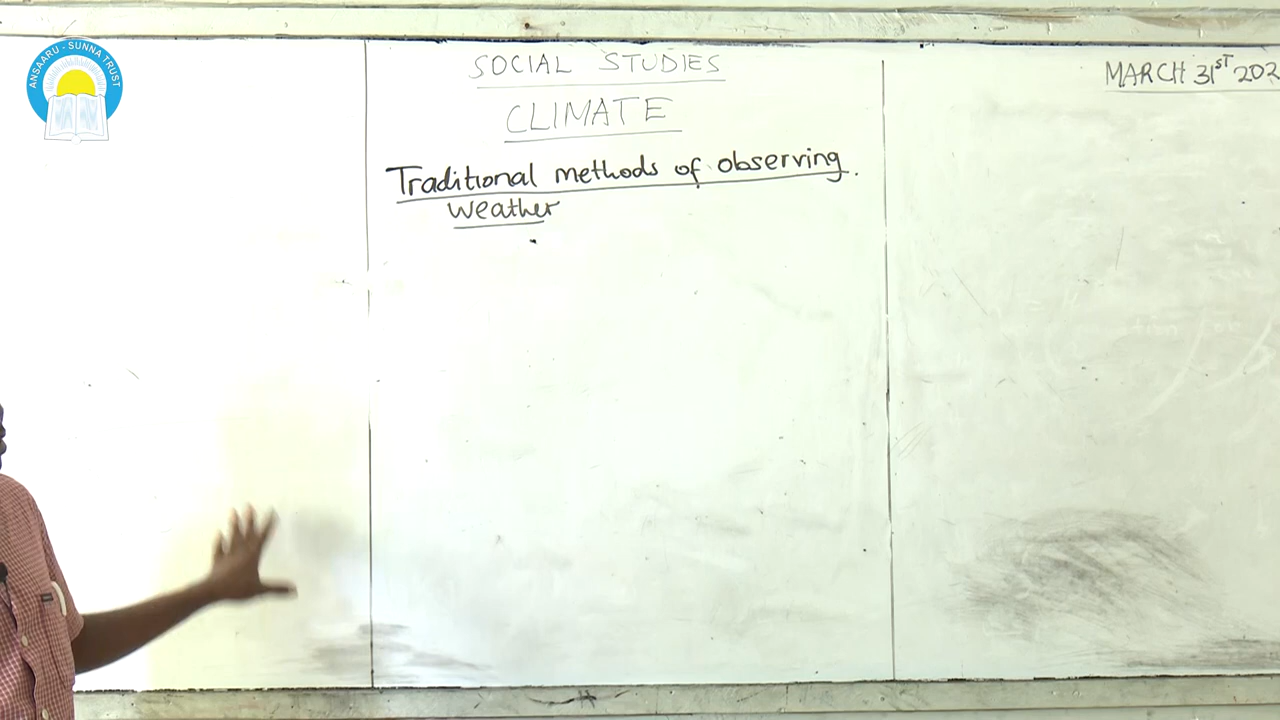 ANSAARU - SUNNA TRUST
SOCIAL STUDIES
MARCH 31ST 202
CLIMATE
Traditional methods of observing.
Weather